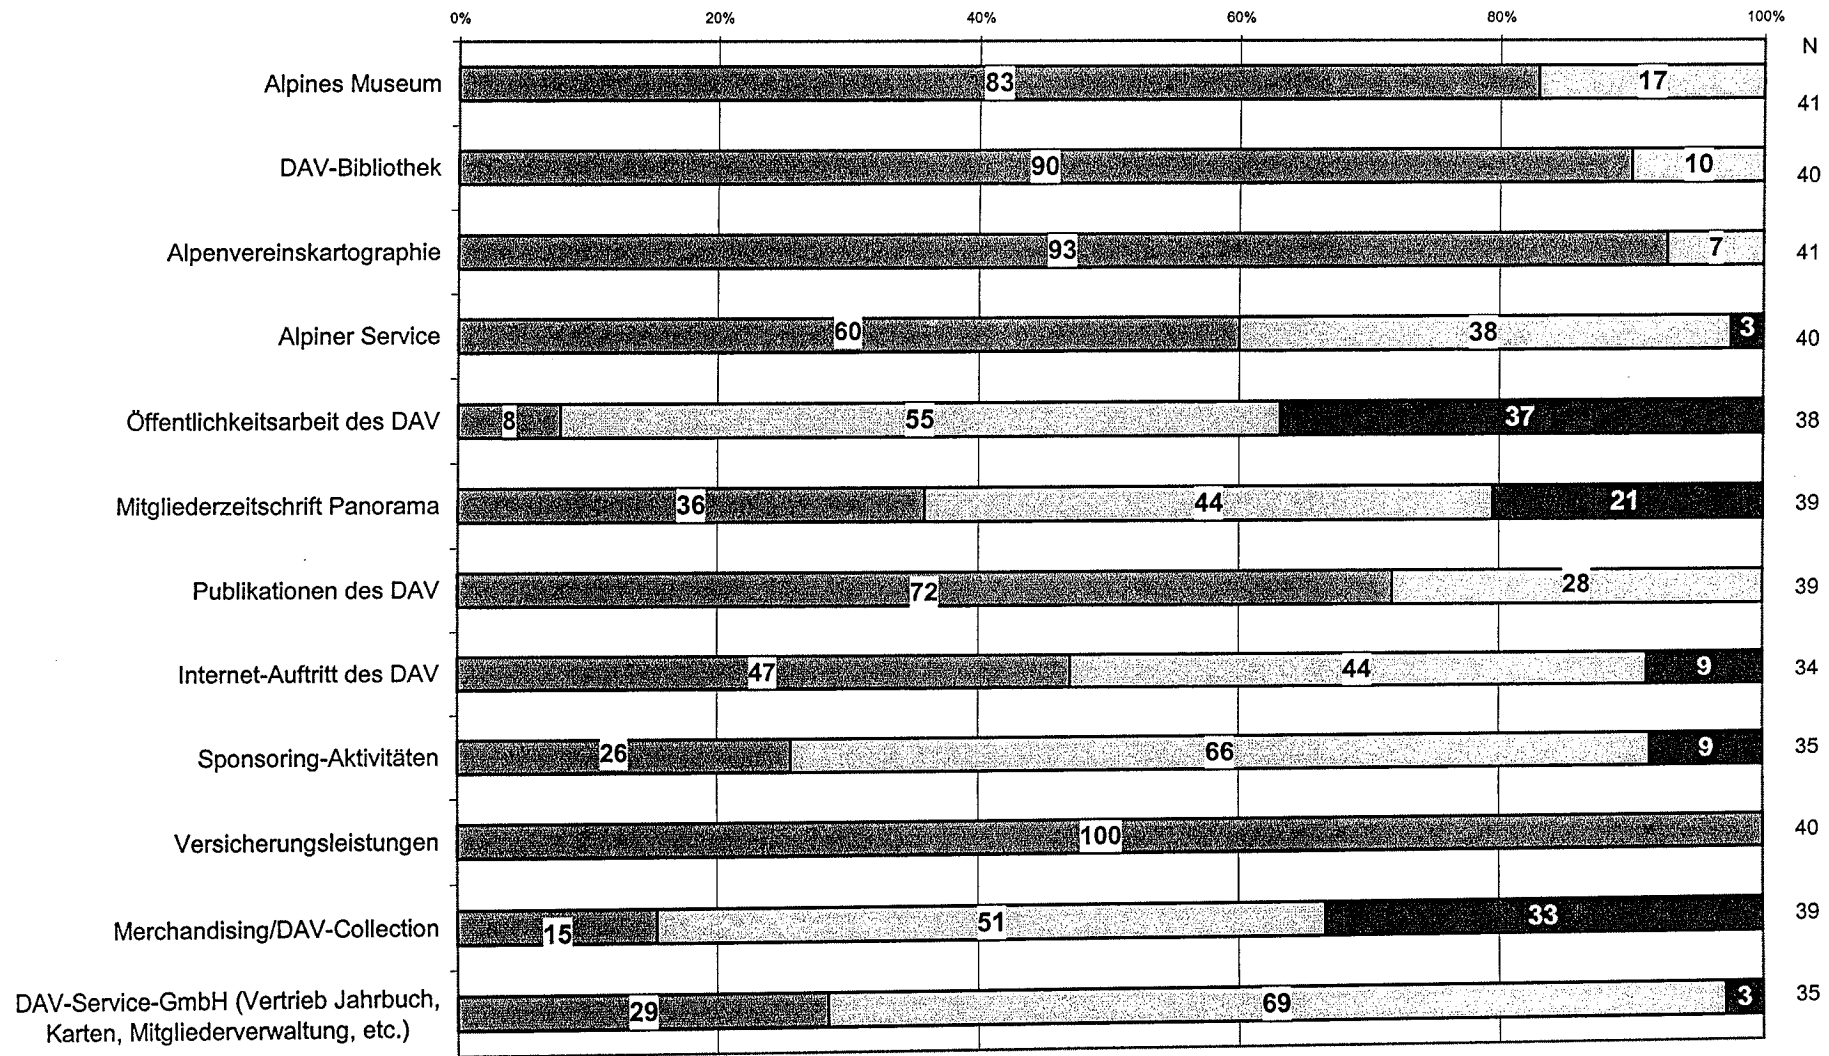 0% 20% 40% 60% 80% 100%
N
Alpines Museum 83 17 41
DAV-Bibliothek 90 10 40
Alpenvereinskartographie 93 7 41
Alpiner Service 60 38 3 40
Öffentlichkeitsarbeit des DAV 8 55 37 38
Mitgliederzeitschrift Panorama 36 44 21 39
Publikationen des DAV 72 28 39
Internet-Auftritt des DAV 47 44 9 34
Sponsoring-Aktivitäten 26 66 9 35
Versicherungsleistungen 100 40
Merchandising/DAV-Collection 15 51 33 39
DAV-Service-GmbH (Vertrieb Jahrbuch, 29 69 3 35
Karten, Mitgliederverwaltung, etc.)